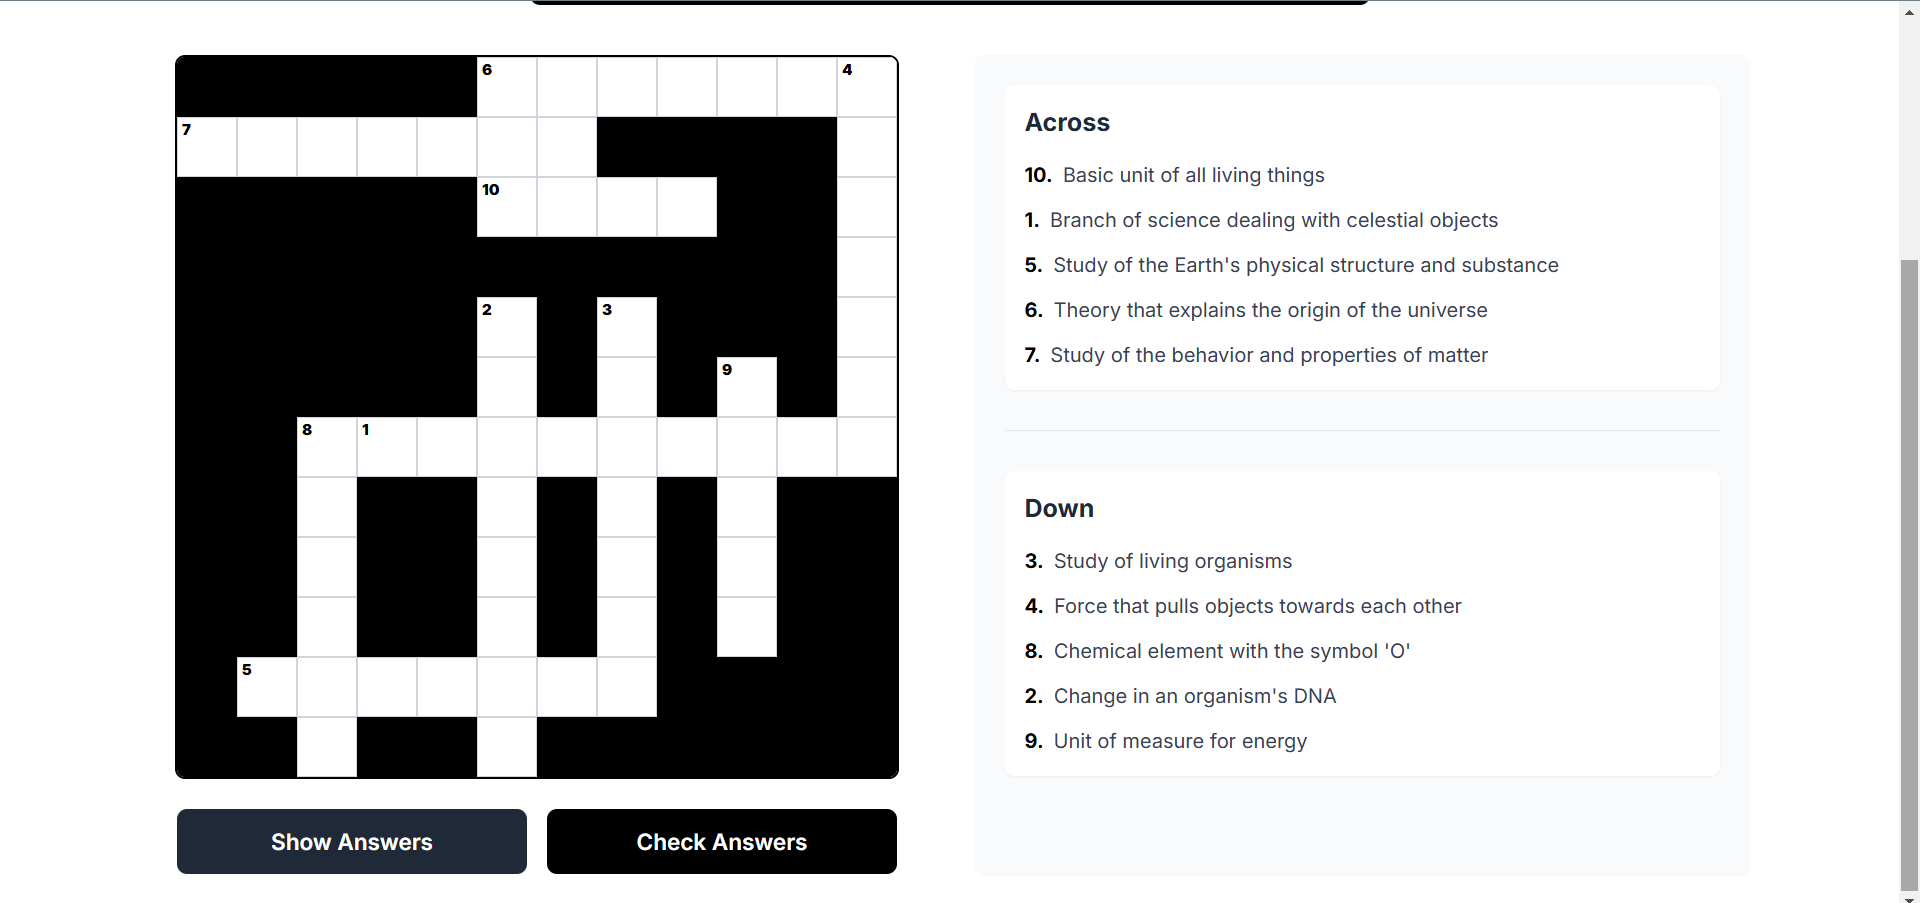 6 4
7
10
2 3
9
8 1
5
Show Answers
Check Answers
Across
10. Basic unit of all living things
1. Branch of science dealing with celestial objects
5. Study of the Earth's physical structure and substance
6. Theory that explains the origin of the universe
7. Study of the behavior and properties of matter
Down
3. Study of living organisms
4. Force that pulls objects towards each other
8. Chemical element with the symbol 'O'
2. Change in an organism's DNA
9. Unit of measure for energy